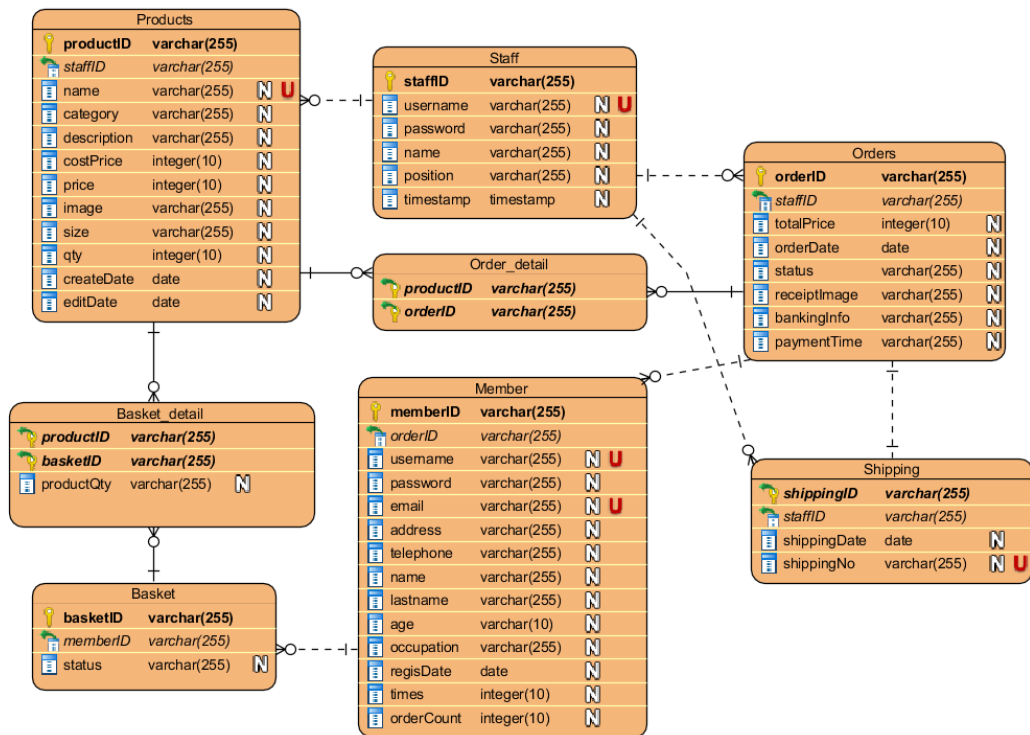 Products
productID varchar(255)
staffID varchar(255)
name varchar(255) N U
category varchar(255) N
description varchar(255) N
costPrice integer(10) N
price integer(10) N
image varchar(255) N
size varchar(255) N
qty integer(10) N
createDate date N
editDate date N
Staff
staffID varchar(255)
username varchar(255) N U
password varchar(255) N
name varchar(255) N
position varchar(255) N
timestamp timestamp N
Orders
orderID varchar(255)
staffID varchar(255)
totalPrice integer(10) N
orderDate date N
status varchar(255) N
receiptImage varchar(255) N
bankingInfo varchar(255) N
paymentTime varchar(255) N
Order_detail
productID varchar(255)
orderID varchar(255)
Basket_detail
productID varchar(255)
basketID varchar(255)
productQty varchar(255) N
Member
memberID varchar(255)
orderID varchar(255)
username varchar(255) N U
password varchar(255) N
email varchar(255) N U
address varchar(255) N
telephone varchar(255) N
name varchar(255) N
lastname varchar(255) N
age varchar(10) N
occupation varchar(255) N
regisDate date N
times integer(10) N
orderCount integer(10) N
Shipping
shippingID varchar(255)
staffID varchar(255)
shippingDate date N
shippingNo varchar(255) N U
Basket
basketID varchar(255)
memberID varchar(255)
status varchar(255) N